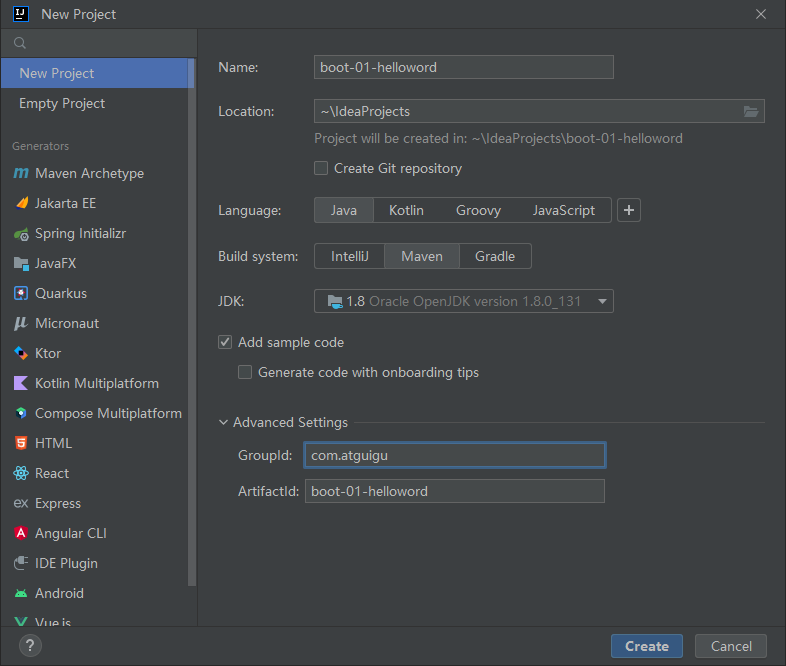 New Project
New Project
Empty Project
Generators
Maven Archetype
Jakarta EE
Spring Initializr
JavaFX
Quarkus
Micronaut
Ktor
Kotlin Multiplatform
Compose Multiplatform
HTML
React
Express
Angular CLI
IDE Plugin
Android
Vue.js
Name: boot-01-helloword
Location: ~\IdeaProjects
Project will be created in: ~\IdeaProjects\boot-01-helloword
Create Git repository
Language: Java Kotlin Groovy JavaScript +
Build system: IntelliJ Maven Gradle
JDK: 1.8 Oracle OpenJDK version 1.8.0_131
Add sample code
Generate code with onboarding tips
Advanced Settings
GroupId: com.atguigu
ArtifactId: boot-01-helloword
? Create Cancel